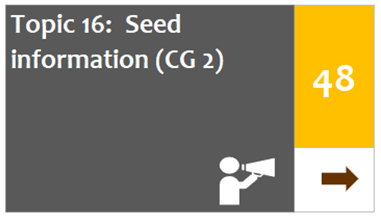 Topic 16: Seed
information (CG 2)
48